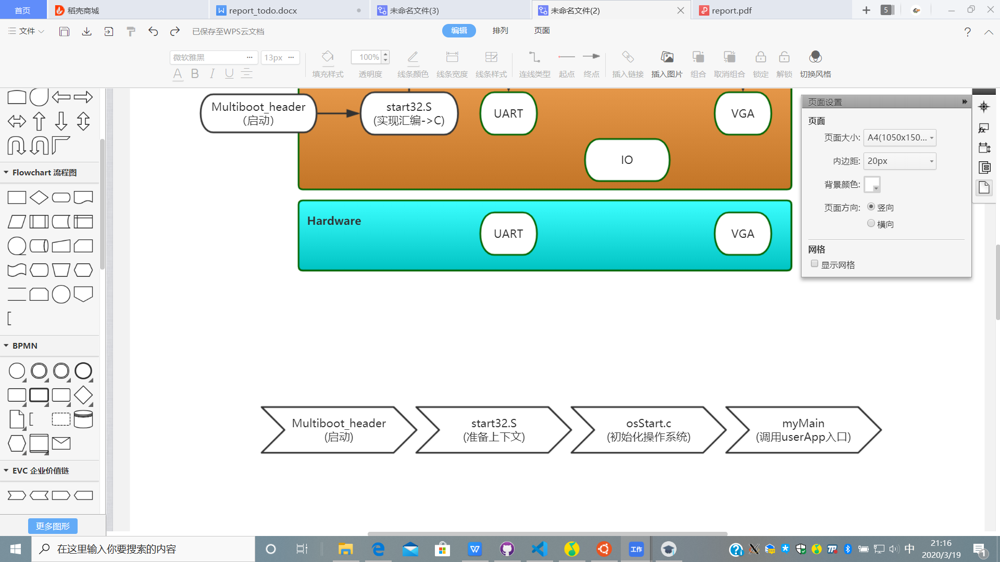 首页
稻壳商城
report_todo.docx
未命名文件(3)
未命名文件(2)
report.pdf
5
文件
已保存至WPS云文档
编辑
排列
页面
?
微软雅黑
13px
A B I U
填充样式
100%
透明度
线条颜色
线条宽度
线条样式
连线类型
起点
终点
插入链接
插入图片
组合
取消组合
锁定
解锁
切换风格
Flowchart 流程图
BPMN
EVC 企业价值链
更多图形
Multiboot_header
(启动)
start32.S
(实现汇编->C)
UART
VGA
IO
Hardware
UART
VGA
Multiboot_header
(启动)
start32.S
(准备上下文)
osStart.c
(初始化操作系统)
myMain
(调用userApp入口)
页面设置
页面
页面大小: A4(1050x150...
内边距: 20px
背景颜色:
页面方向: 竖向
横向
网格
显示网格
在这里输入你要搜索的内容
工作
中
21:16
2020/3/19
1